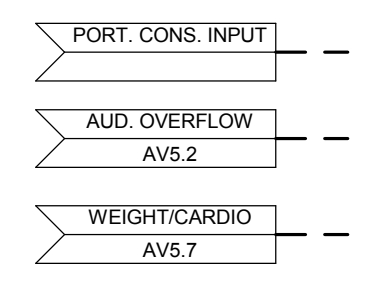 PORT. CONS. INPUT
AUD. OVERFLOW
AV5.2
WEIGHT/CARDIO
AV5.7